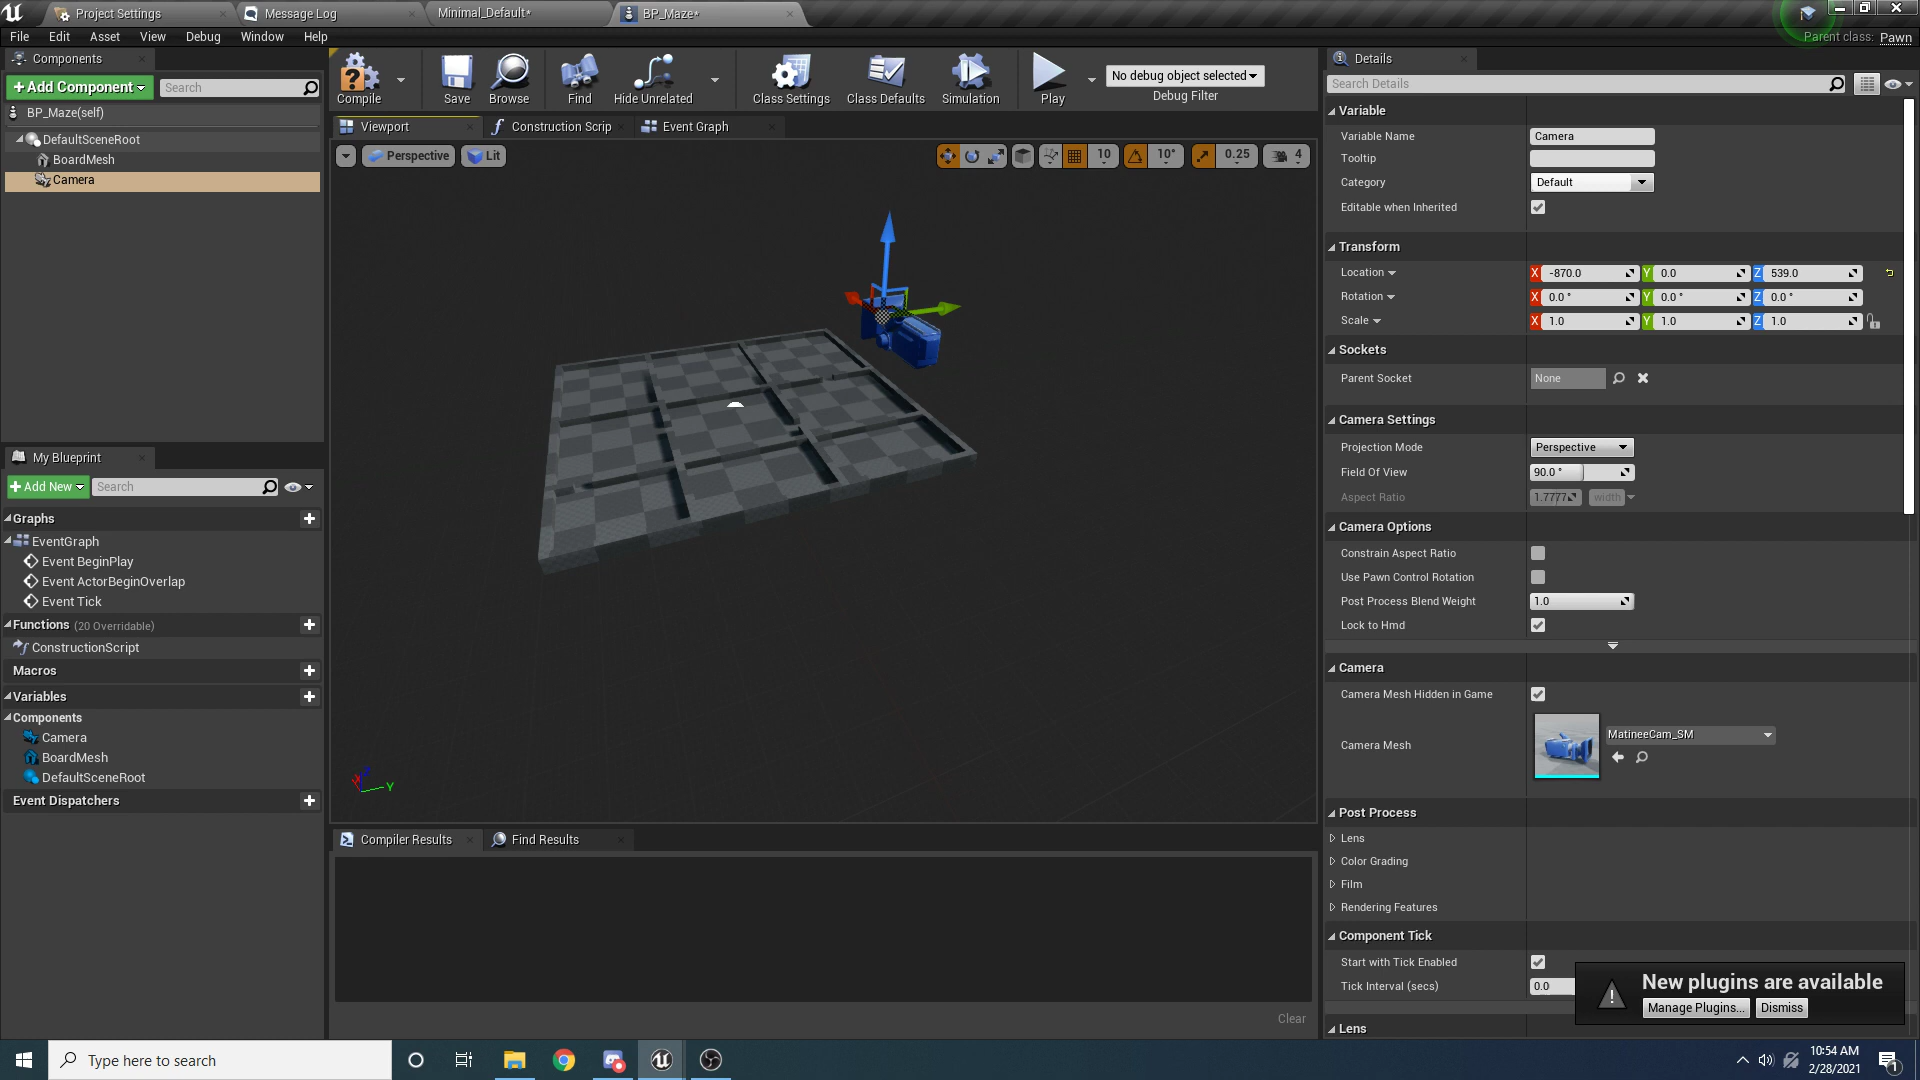 Project Settings
Message Log
Minimal_Default*
BP_Maze*
File Edit Asset View Debug Window Help
Parent class: Pawn
Components
+Add Component
Search
BP_Maze(self)
DefaultSceneRoot
BoardMesh
Camera
Compile
Save
Browse
Find
Hide Unrelated
Class Settings
Class Defaults
Simulation
Play
No debug object selected
Debug Filter
Viewport
Construction Scrip
Event Graph
Perspective
Lit
10
10°
0.25
4
X
Y
My Blueprint
+Add New
Search
Graphs
EventGraph
Event BeginPlay
Event ActorBeginOverlap
Event Tick
Functions (20 Overridable)
ConstructionScript
Macros
Variables
Components
Camera
BoardMesh
DefaultSceneRoot
Event Dispatchers
Compiler Results
Find Results
Clear
Details
Search Details
Variable
Variable Name Camera
Tooltip
Category Default
Editable when Inherited
Transform
Location X -870.0 Y 0.0 Z 539.0
Rotation X 0.0 ° Y 0.0 ° Z 0.0 °
Scale X 1.0 Y 1.0 Z 1.0
Sockets
Parent Socket None
Camera Settings
Projection Mode Perspective
Field Of View 90.0 °
Aspect Ratio 1.7777 width
Camera Options
Constrain Aspect Ratio
Use Pawn Control Rotation
Post Process Blend Weight 1.0
Lock to Hmd
Camera
Camera Mesh Hidden in Game
Camera Mesh MatineeCam_SM
Post Process
Lens
Color Grading
Film
Rendering Features
Component Tick
Start with Tick Enabled
Tick Interval (secs) 0.0
Lens
New plugins are available
Manage Plugins... Dismiss
Type here to search
10:54 AM
2/28/2021
1